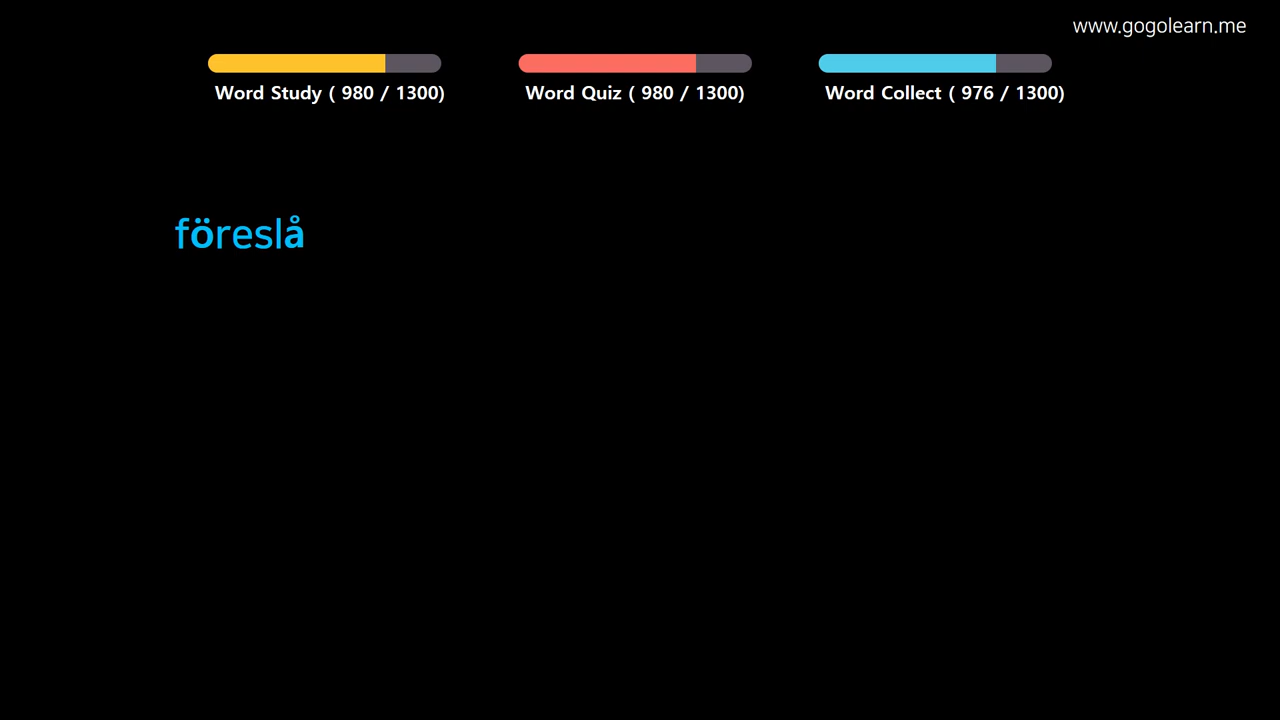 www.gogolearn.me
Word Study ( 980 / 1300)
Word Quiz ( 980 / 1300)
Word Collect ( 976 / 1300)
föreslå